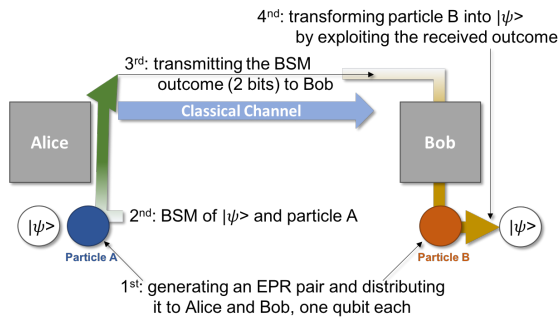 4ⁿᵈ: transforming particle B into |ψ>
by exploiting the received outcome
3ʳᵈ: transmitting the BSM
outcome (2 bits) to Bob
Classical Channel
Alice
Bob
2ⁿᵈ: BSM of |ψ> and particle A
|ψ>
|ψ>
Particle A
Particle B
1ˢᵗ: generating an EPR pair and distributing
it to Alice and Bob, one qubit each